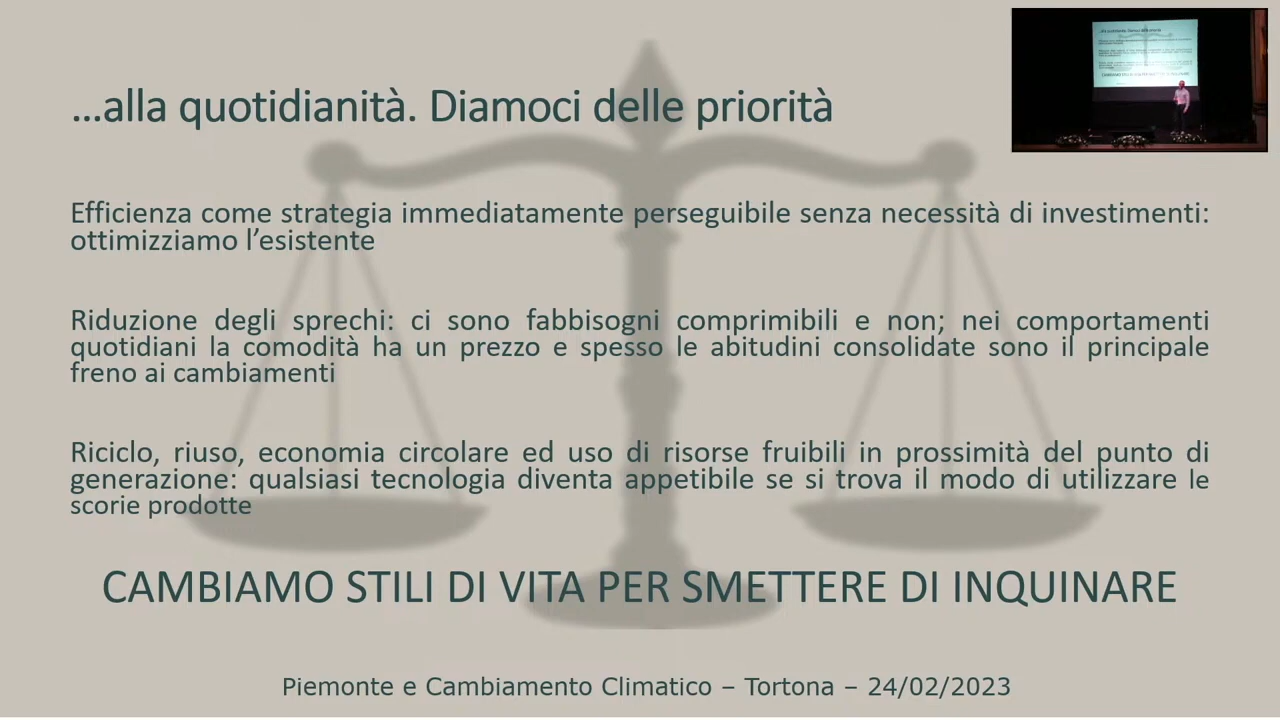 ...alla quotidianità. Diamoci delle priorità
Efficienza come strategia immediatamente perseguibile senza necessità di investimenti:
ottimizziamo l’esistente
Riduzione degli sprechi: ci sono fabbisogni comprimibili e non; nei comportamenti
quotidiani la comodità ha un prezzo e spesso le abitudini consolidate sono il principale
freno ai cambiamenti
Riciclo, riuso, economia circolare ed uso di risorse fruibili in prossimità del punto di
generazione: qualsiasi tecnologia diventa appetibile se si trova il modo di utilizzare le
scorie prodotte
CAMBIAMO STILI DI VITA PER SMETTERE DI INQUINARE
Piemonte e Cambiamento Climatico – Tortona – 24/02/2023